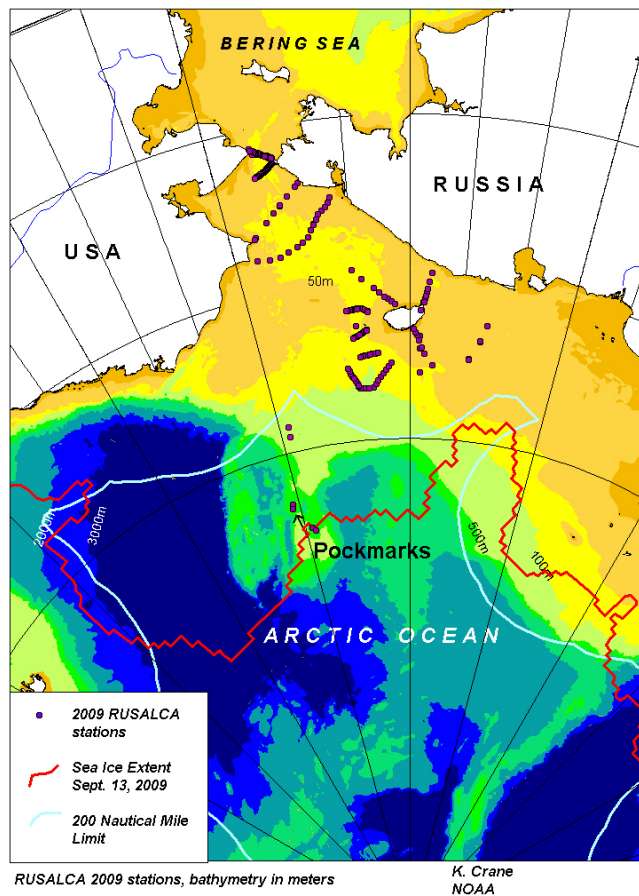 BERING SEA
RUSSIA
USA
50m
2000m
3000m
500m
100m
Pockmarks
ARCTIC OCEAN
2009 RUSALCA
stations
Sea Ice Extent
Sept. 13, 2009
200 Nautical Mile
Limit
RUSALCA 2009 stations, bathymetry in meters
K. Crane
NOAA